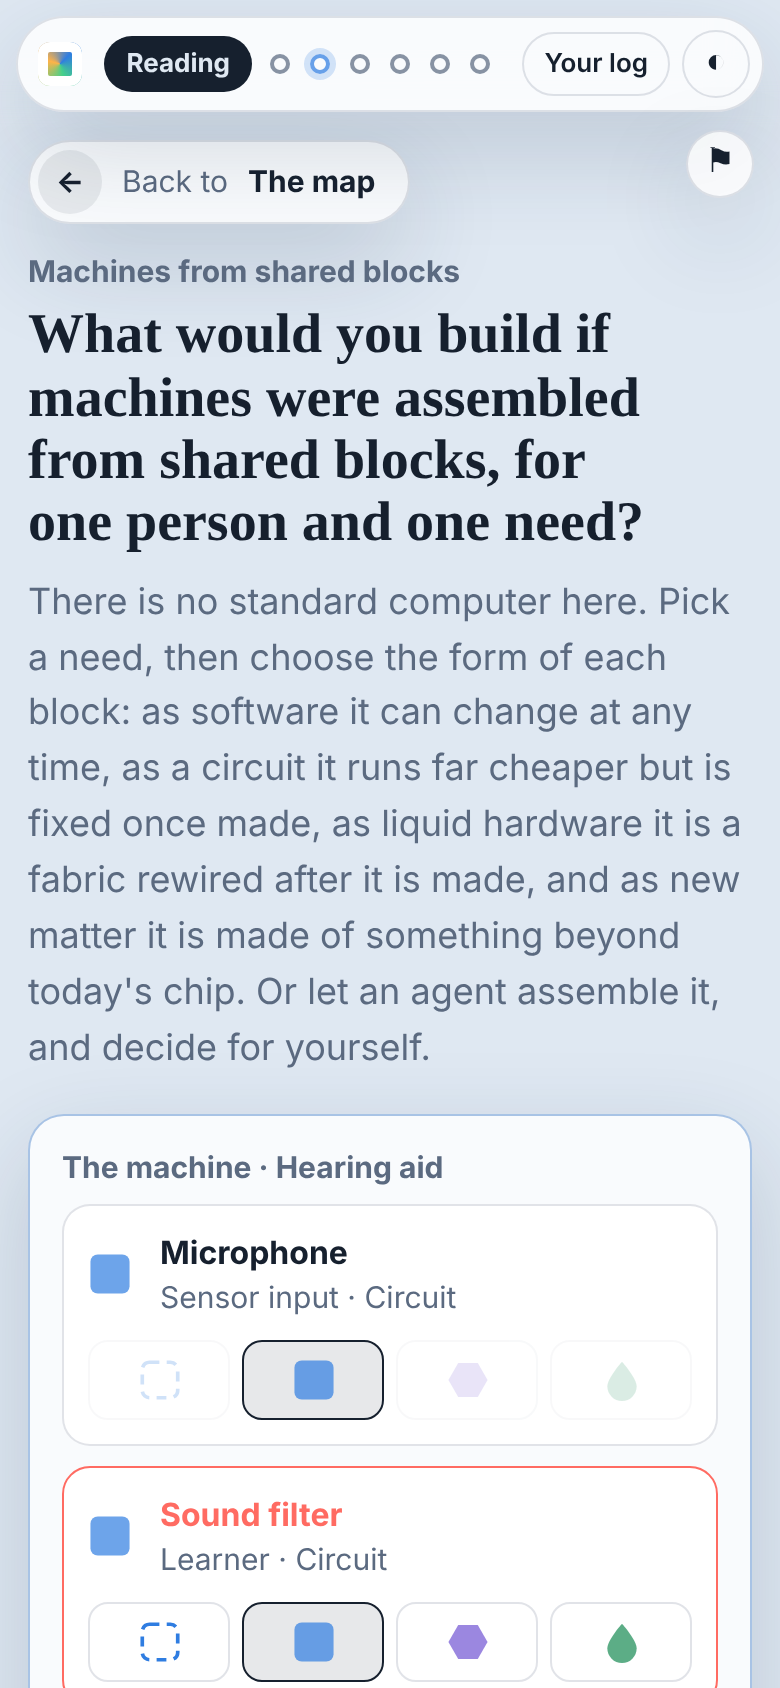 Reading
Your log
Back to The map
Machines from shared blocks
What would you build if
machines were assembled
from shared blocks, for
one person and one need?
There is no standard computer here. Pick
a need, then choose the form of each
block: as software it can change at any
time, as a circuit it runs far cheaper but is
fixed once made, as liquid hardware it is a
fabric rewired after it is made, and as new
matter it is made of something beyond
today's chip. Or let an agent assemble it,
and decide for yourself.
The machine · Hearing aid
Microphone
Sensor input · Circuit
Sound filter
Learner · Circuit